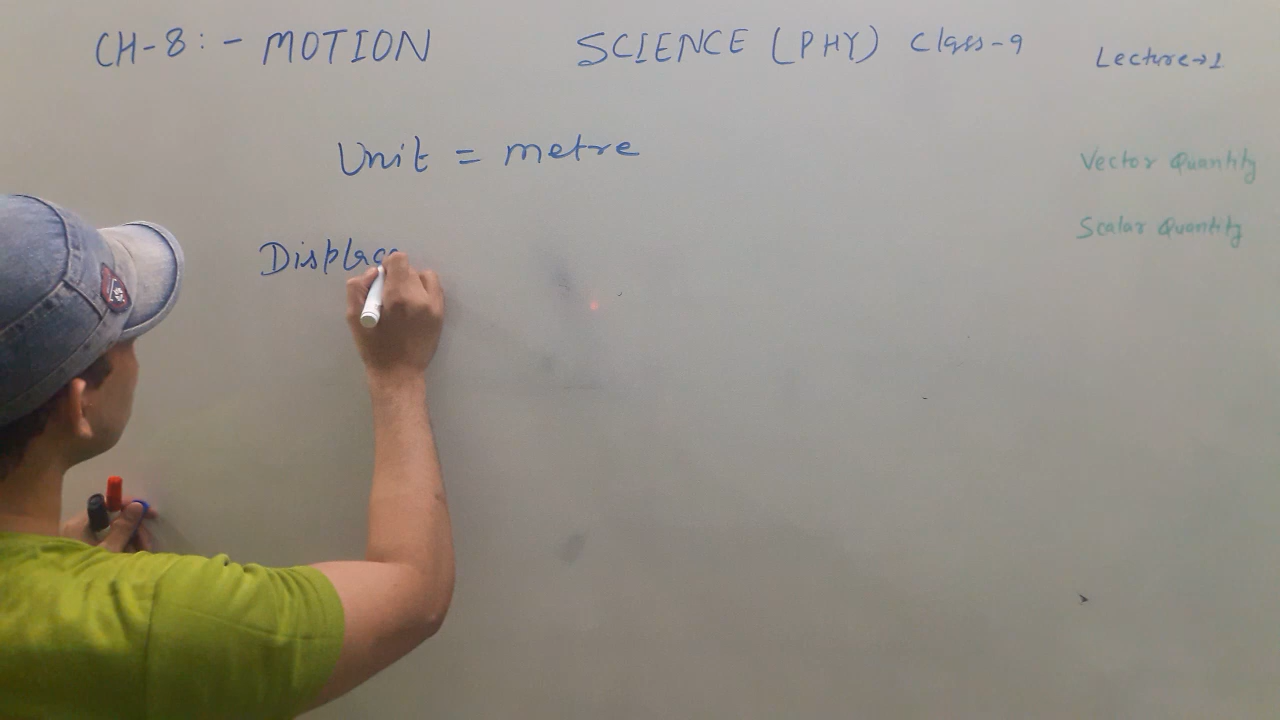 CH-8:- MOTION SCIENCE (PHY) Class-9 Lecture→1
Unit = metre
Vector Quantity
Scalar Quantity
Displac